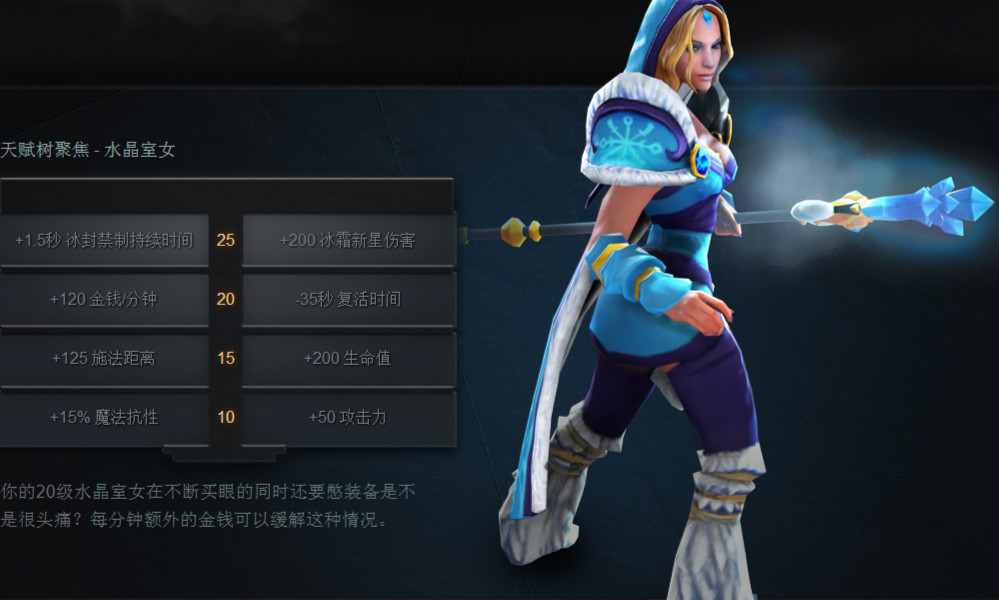 天赋树聚焦 - 水晶室女
+1.5秒 冰封禁制持续时间 25 +200 冰霜新星伤害
+120 金钱/分钟 20 -35秒 复活时间
+125 施法距离 15 +200 生命值
+15% 魔法抗性 10 +50 攻击力
你的20级水晶室女在不断买眼的同时还要憋装备是不
是很头痛？每分钟额外的金钱可以缓解这种情况。